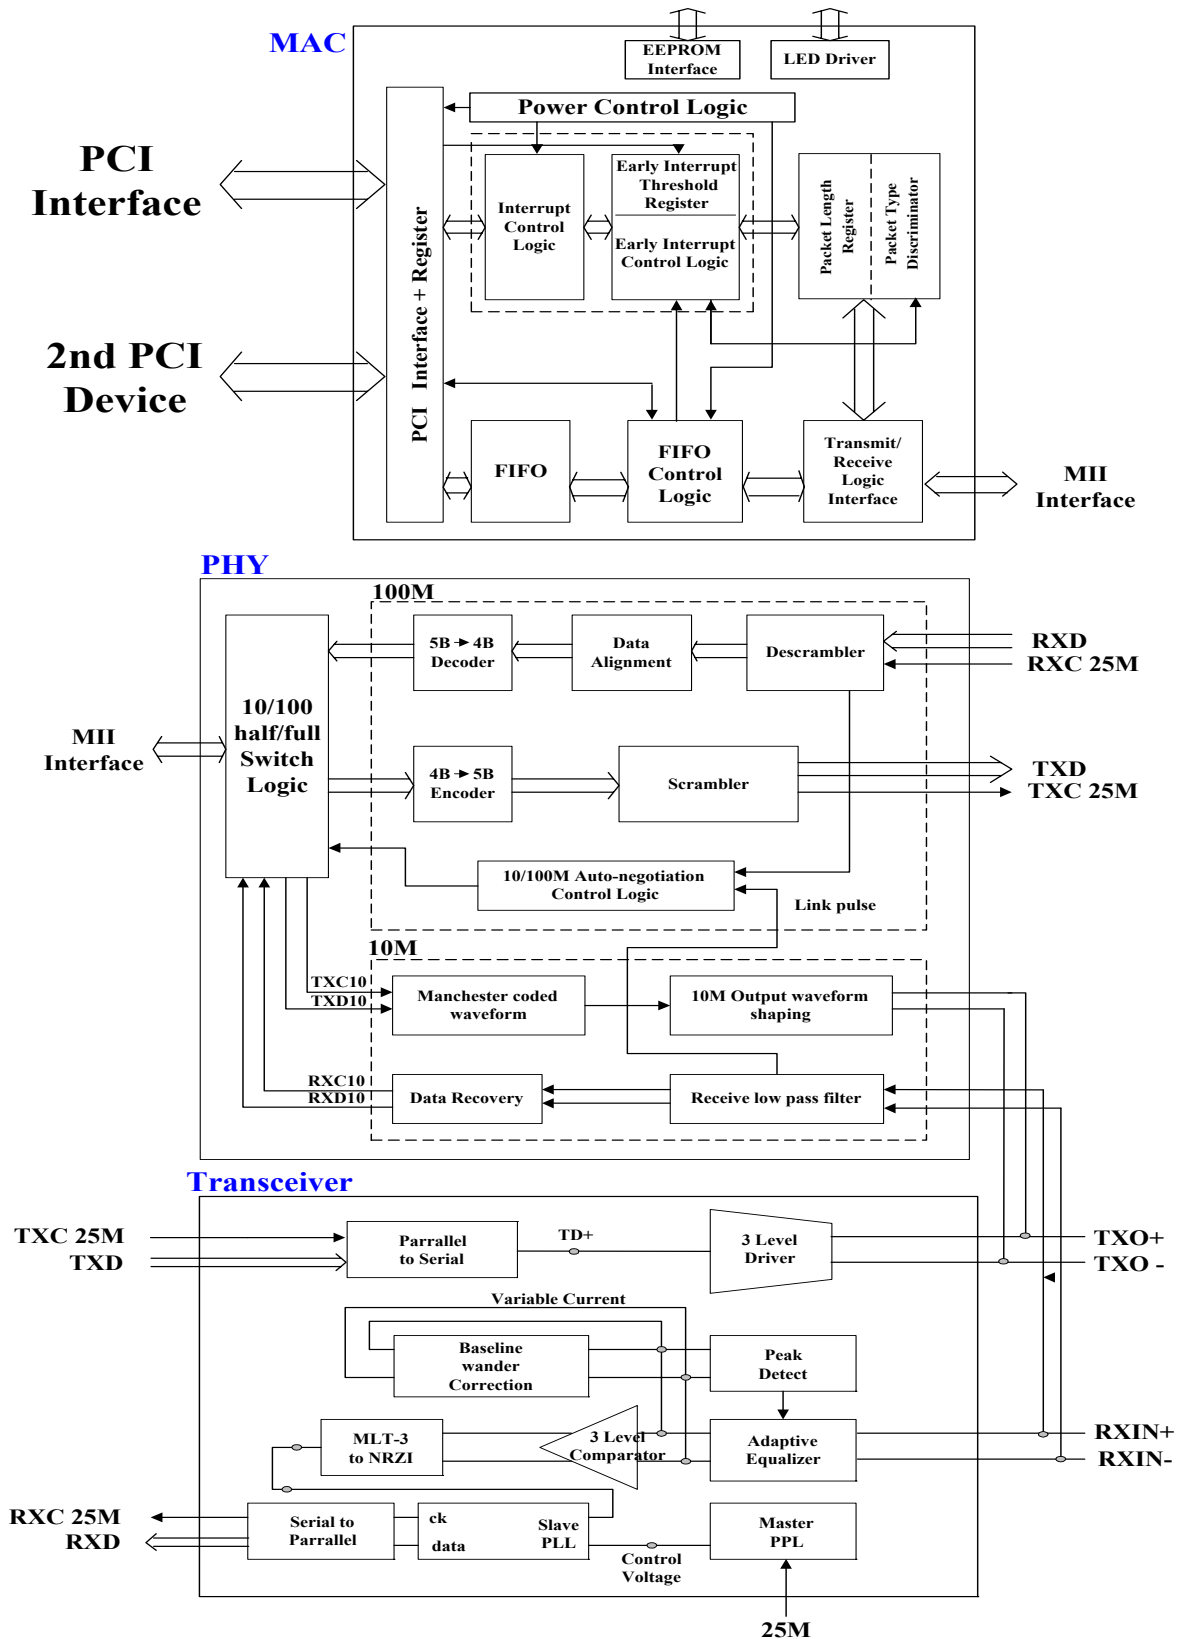 MAC
EEPROM
Interface
LED Driver
Power Control Logic
PCI
Interface
PCI Interface + Register
Interrupt
Control
Logic
Early Interrupt
Threshold
Register
Early Interrupt
Control Logic
Packet Length
Register
Packet Type
Discriminator
2nd PCI
Device
FIFO
FIFO
Control
Logic
Transmit/
Receive
Logic
Interface
MII
Interface
PHY
100M
5B 4B
Decoder
Data
Alignment
Descrambler
RXD
RXC 25M
10/100
half/full
Switch
Logic
MII
Interface
4B 5B
Encoder
Scrambler
TXD
TXC 25M
10/100M Auto-negotiation
Control Logic
Link pulse
10M
TXC10
TXD10
Manchester coded
waveform
10M Output waveform
shaping
RXC10
RXD10
Data Recovery
Receive low pass filter
Transceiver
TXC 25M
TXD
Parrallel
to Serial
TD+
3 Level
Driver
TXO+
TXO -
Variable Current
Baseline
wander
Correction
Peak
Detect
MLT-3
to NRZI
3 Level
Comparator
Adaptive
Equalizer
RXIN+
RXIN-
RXC 25M
RXD
Serial to
Parrallel
ck
data
Slave
PLL
Control
Voltage
Master
PPL
25M